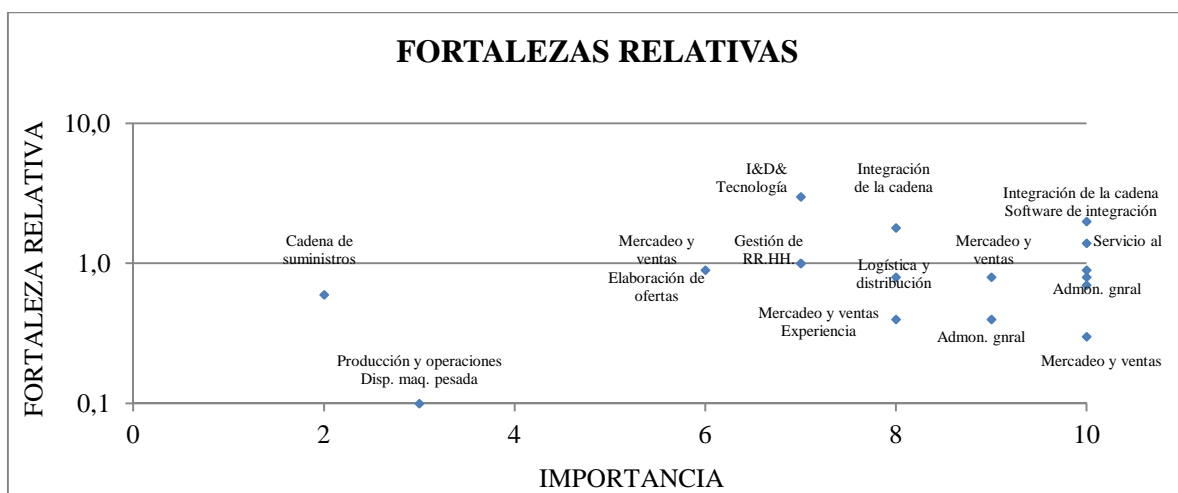 FORTALEZAS RELATIVAS
FORTALEZA RELATIVA
10,0
1,0
0,1
I&D&
Tecnología
Integración
de la cadena
Integración de la cadena
Software de integración
Cadena de
suministros
Mercadeo y
ventas
Elaboración de
ofertas
Gestión de
RR.HH.
Logística y
distribución
Mercadeo y
ventas
Servicio al
Admon. gnral
Mercadeo y ventas
Experiencia
Admon. gnral
Mercadeo y ventas
Producción y operaciones
Disp. maq. pesada
0
2
4
6
8
10
IMPORTANCIA